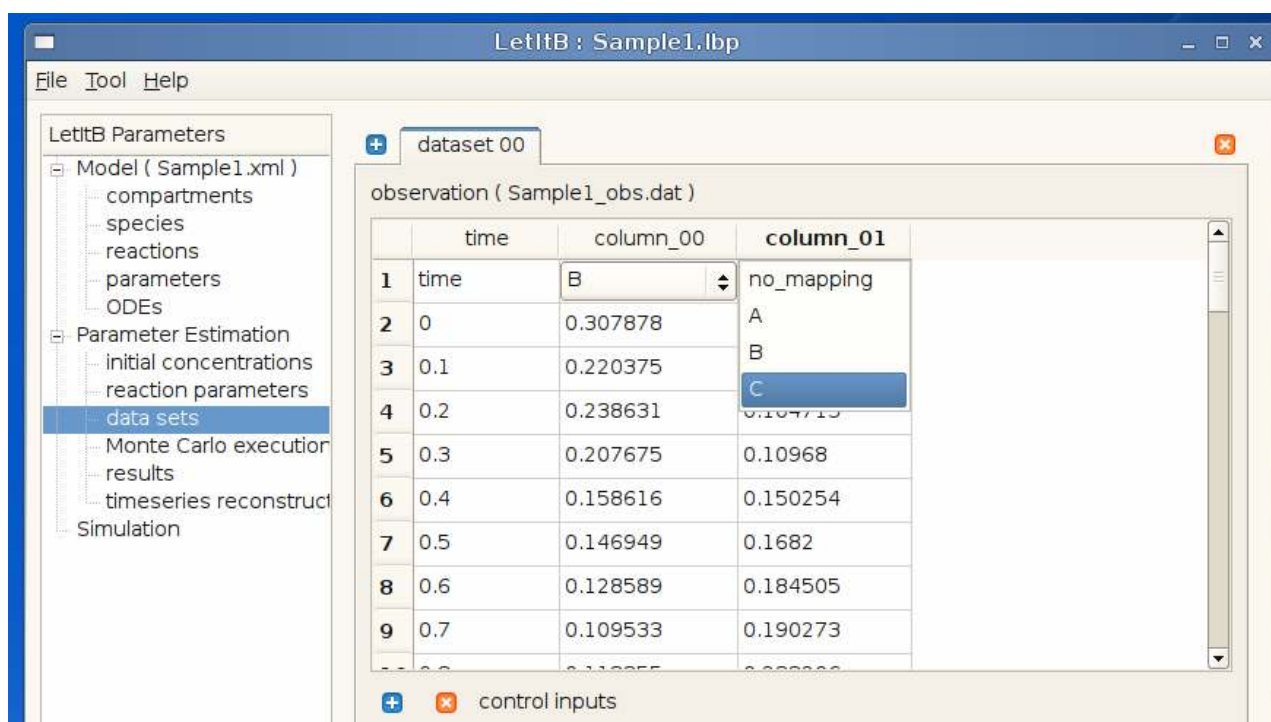 LetItB : Sample1.lbp
File Tool Help
LetItB Parameters
Model ( Sample1.xml )
compartments
species
reactions
parameters
ODEs
Parameter Estimation
initial concentrations
reaction parameters
data sets
Monte Carlo execution
results
timeseries reconstruct
Simulation
dataset 00
observation ( Sample1_obs.dat )
time column_00 column_01
1 time B no_mapping
A
B
C
2 0 0.307878
3 0.1 0.220375
4 0.2 0.238631
5 0.3 0.207675 0.10968
6 0.4 0.158616 0.150254
7 0.5 0.146949 0.1682
8 0.6 0.128589 0.184505
9 0.7 0.109533 0.190273
control inputs